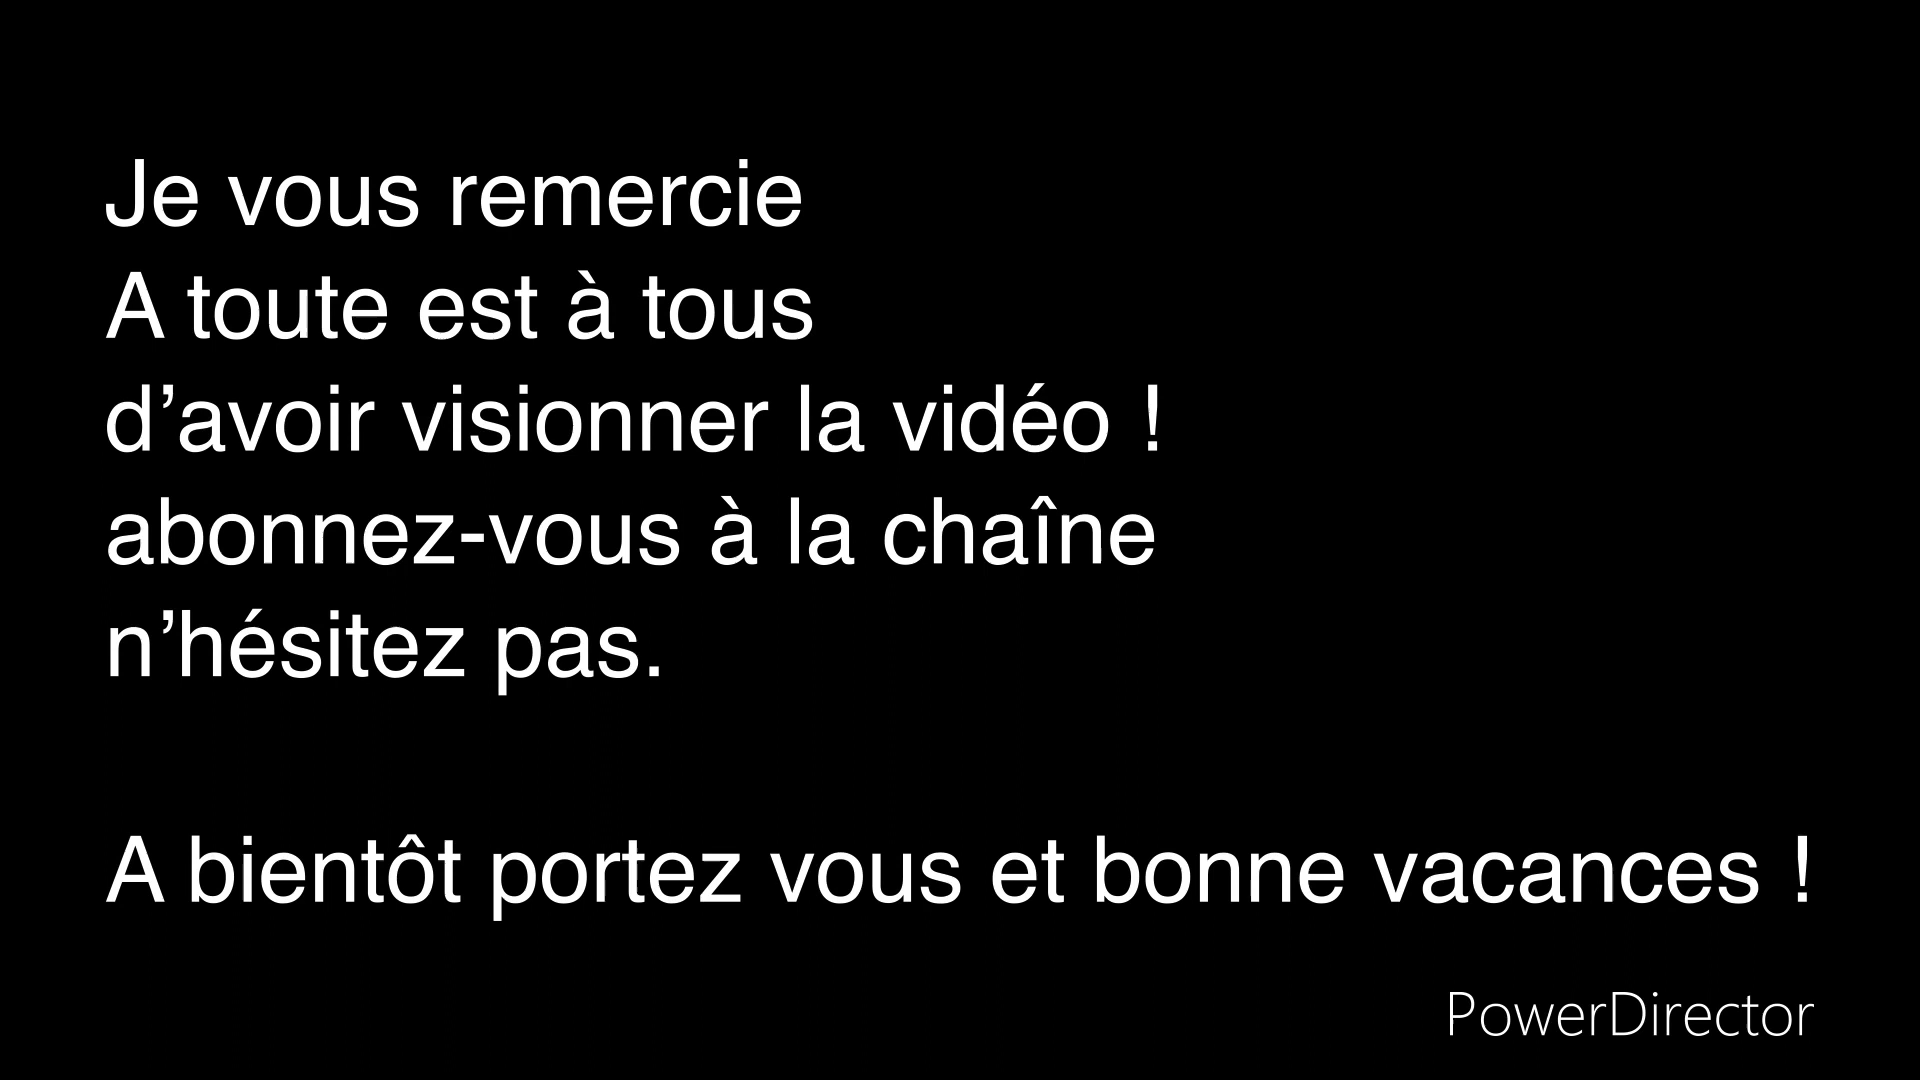 Je vous remercie
A toute est à tous
d’avoir visionner la vidéo !
abonnez-vous à la chaîne
n’hésitez pas.
A bientôt portez vous et bonne vacances !
PowerDirector